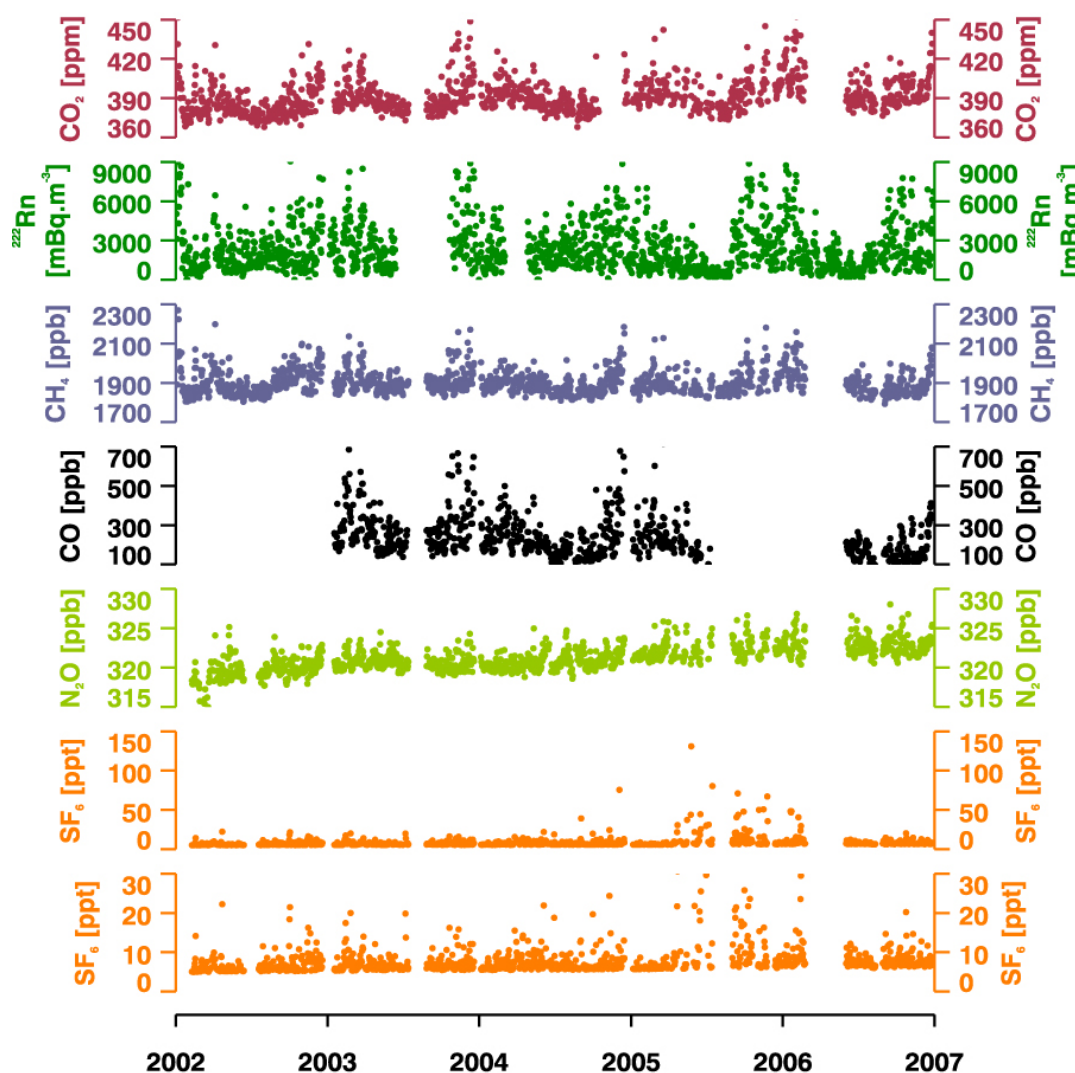 450 420 390 360
CO₂ [ppm]
450 420 390 360
CO₂ [ppm]
9000 6000 3000 0
²²²Rn
[mBq.m⁻³]
9000 6000 3000 0
²²²Rn
[mBq.m⁻³]
2300 2100 1900 1700
CH₄ [ppb]
2300 2100 1900 1700
CH₄ [ppb]
700 500 300 100
CO [ppb]
700 500 300 100
CO [ppb]
330 325 320 315
N₂O [ppb]
330 325 320 315
N₂O [ppb]
150 100 50 0
SF₆ [ppt]
150 100 50 0
SF₆ [ppt]
30 20 10 0
SF₆ [ppt]
30 20 10 0
SF₆ [ppt]
2002 2003 2004 2005 2006 2007